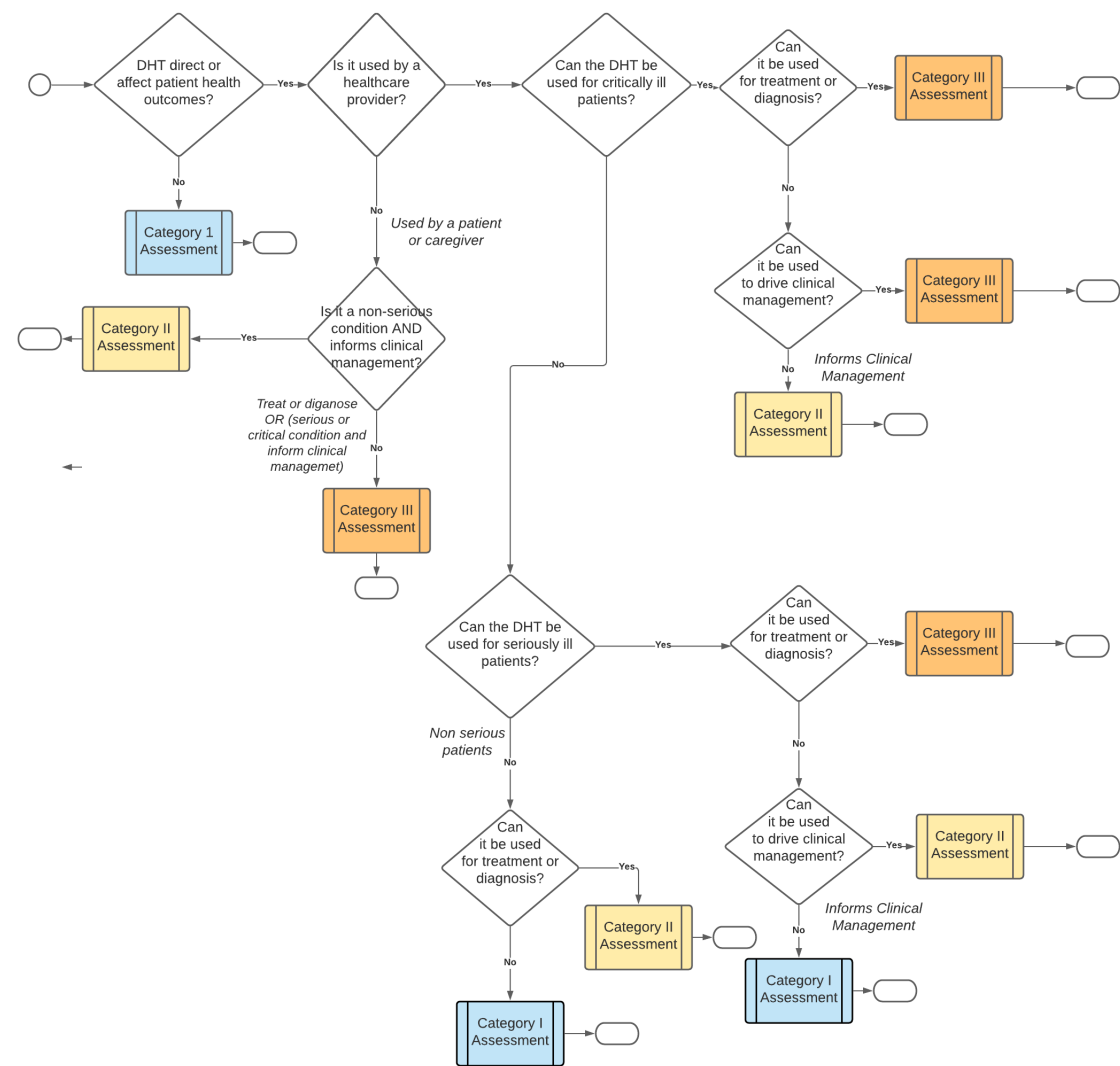 DHT direct or
affect patient health
outcomes?
Yes
Is it used by a
healthcare
provider?
Yes
Can the DHT be
used for critically ill
patients?
Yes
Can
it be used
for treatment or
diagnosis?
Yes
Category III
Assessment
No
Category 1
Assessment
No
Used by a patient
or caregiver
No
Can
it be used
to drive clinical
management?
Yes
Category III
Assessment
Is it a non-serious
condition AND
informs clinical
management?
Yes
Category II
Assessment
No
No
Informs Clinical
Management
Category II
Assessment
Treat or diganose
OR (serious or
critical condition and
inform clinical
managemet)
No
Category III
Assessment
Can the DHT be
used for seriously ill
patients?
Yes
Can
it be used
for treatment or
diagnosis?
Yes
Category III
Assessment
Non serious
patients
No
No
Can
it be used
for treatment or
diagnosis?
Yes
Category II
Assessment
Can
it be used
to drive clinical
management?
Yes
Category II
Assessment
Informs Clinical
Management
No
No
Category I
Assessment
Category I
Assessment